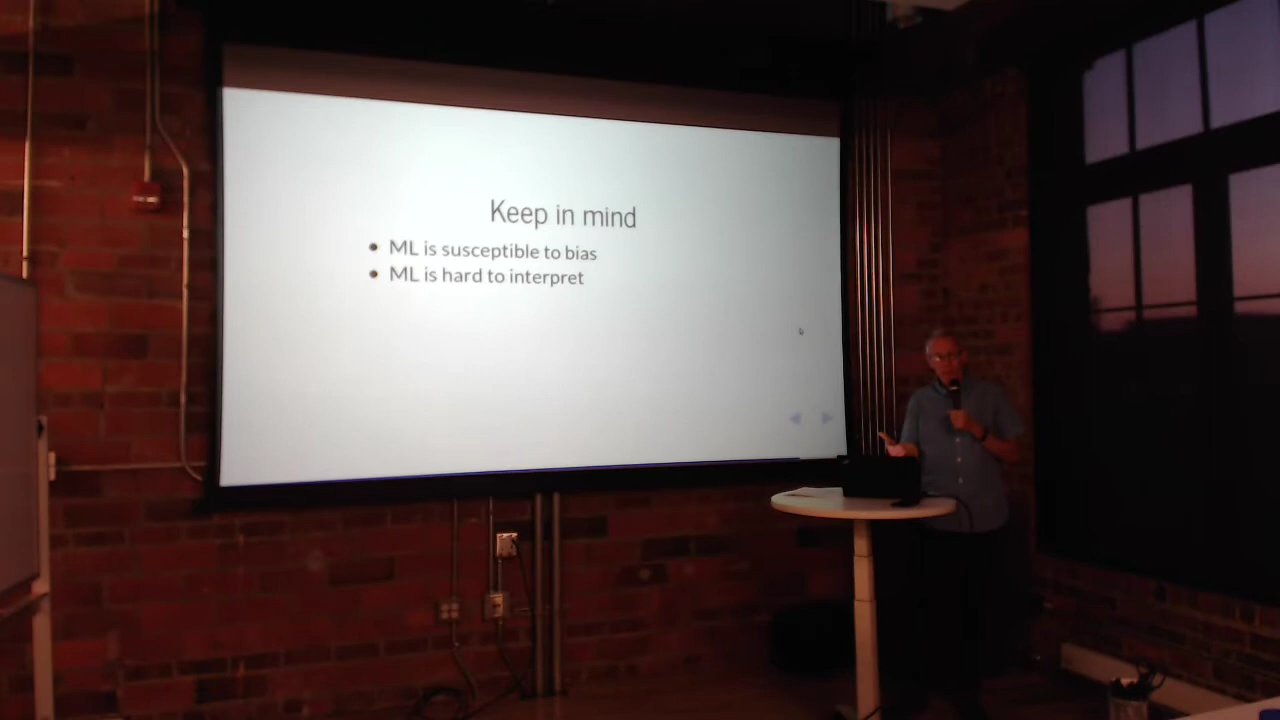 Keep in mind
ML is susceptible to bias
ML is hard to interpret